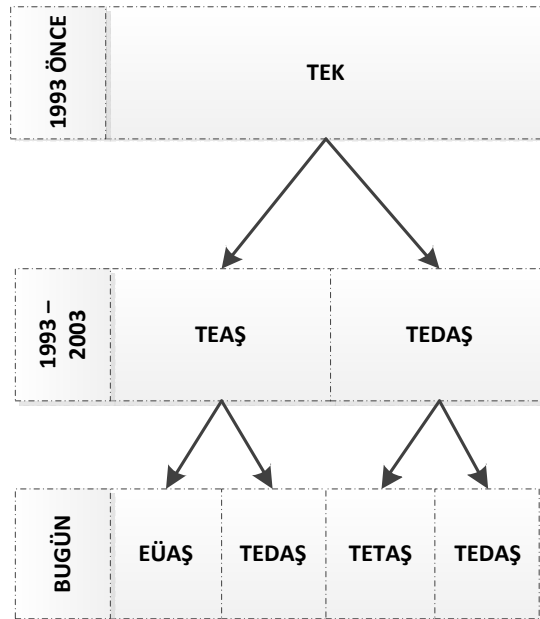 1993 ÖNCE
TEK
1993 –
2003
TEAŞ
TEDAŞ
BUGÜN
EÜAŞ
TEDAŞ
TETAŞ
TEDAŞ